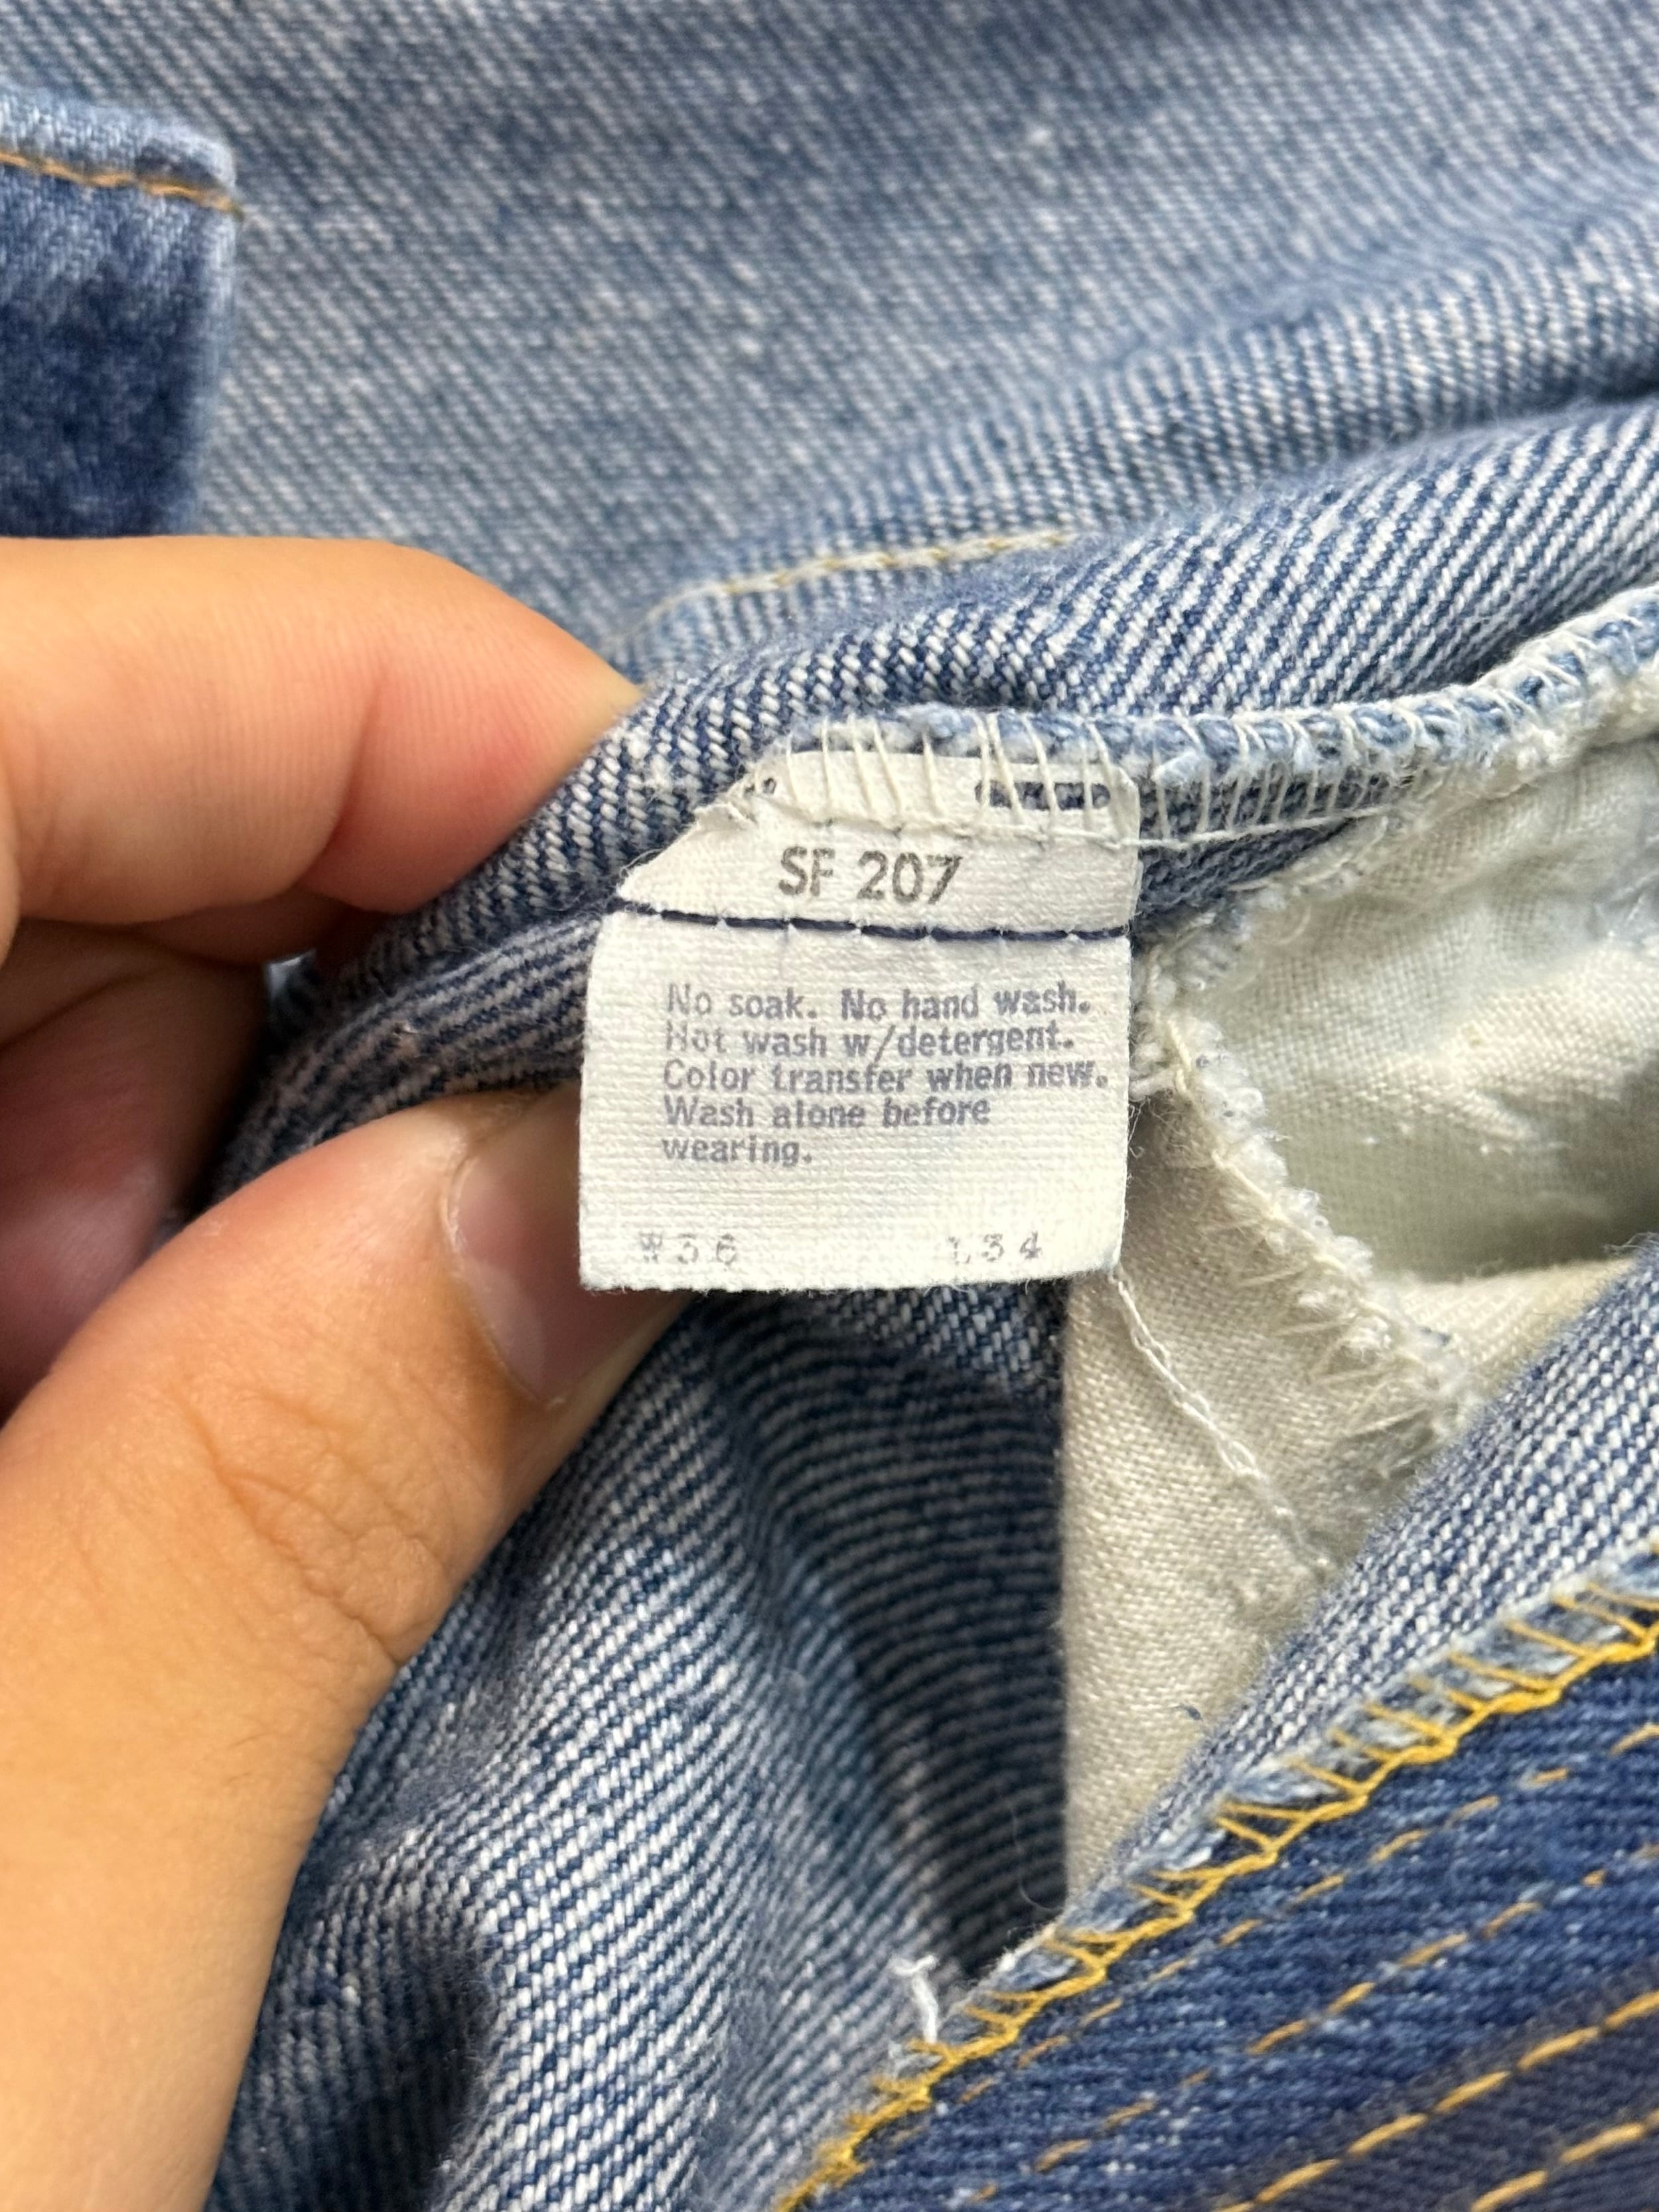 SF 207
No soak. No hand wash.
Hot wash w/detergent.
Color transfer when new.
Wash alone before
wearing.
W36 L34